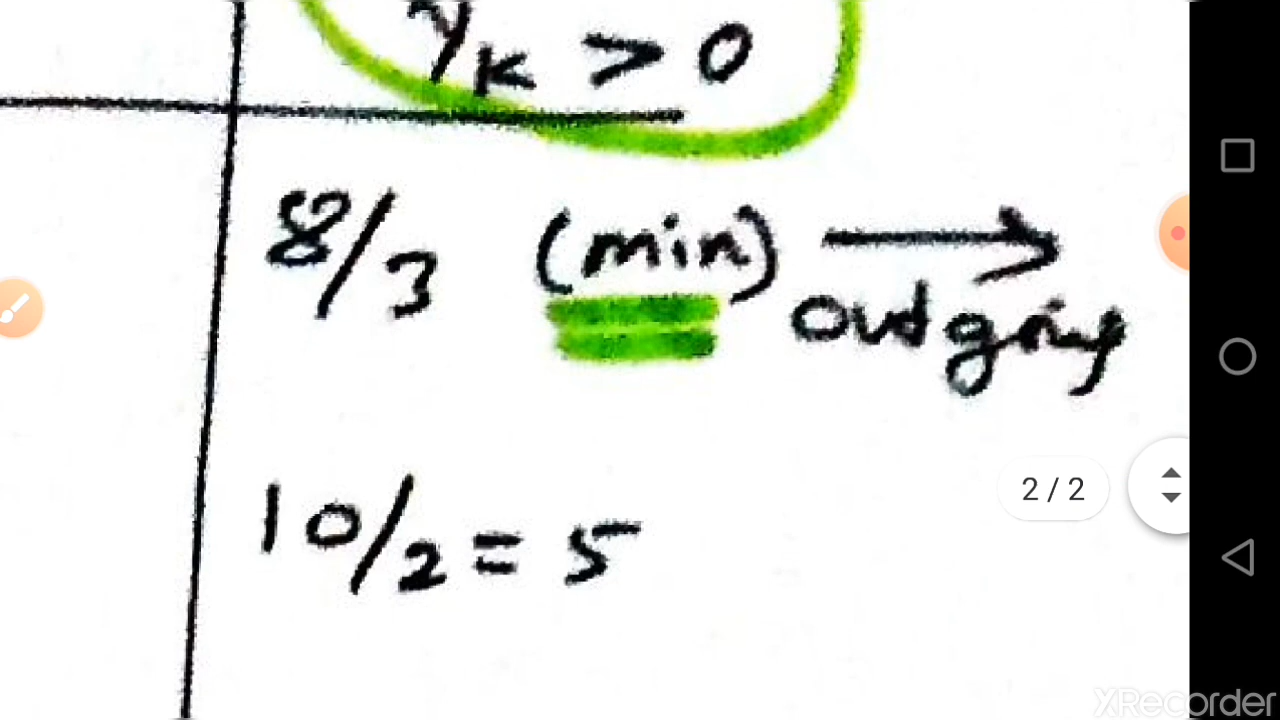 yk > 0
8/3 (min) →
outgoing
2 / 2
10/2 = 5
XRecorder